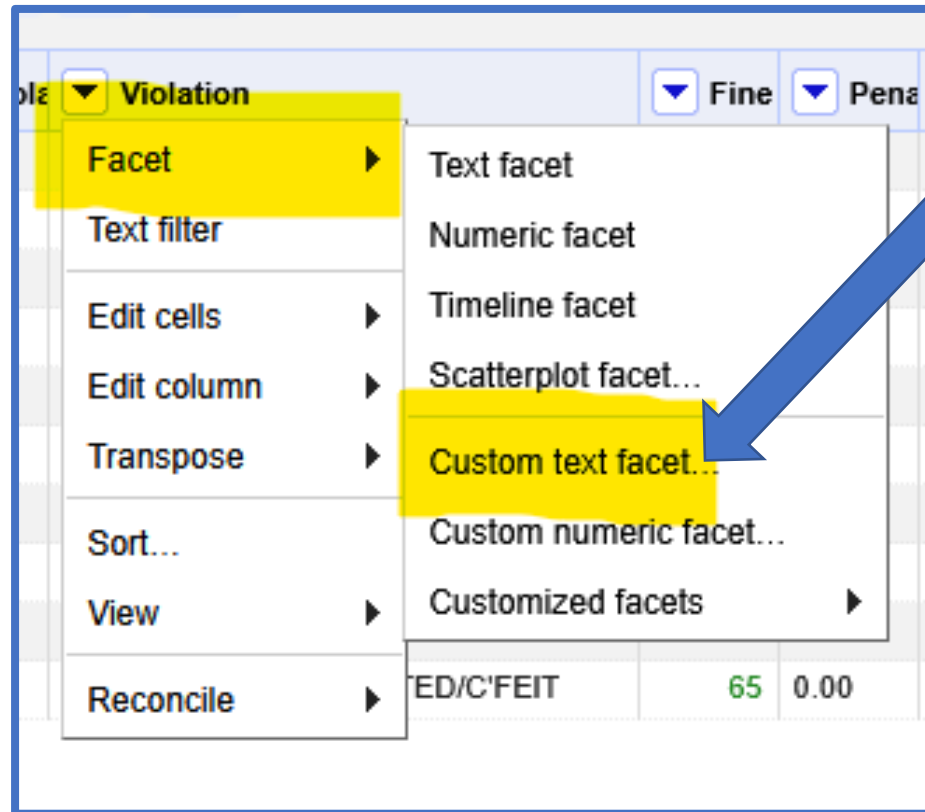 Violation Fine
Facet
Text filter
Edit cells
Edit column
Transpose
Sort...
View
Reconcile
Text facet
Numeric facet
Timeline facet
Scatterplot facet...
Custom text facet...
Custom numeric facet...
Customized facets
TED/C'FEIT 65 0.00